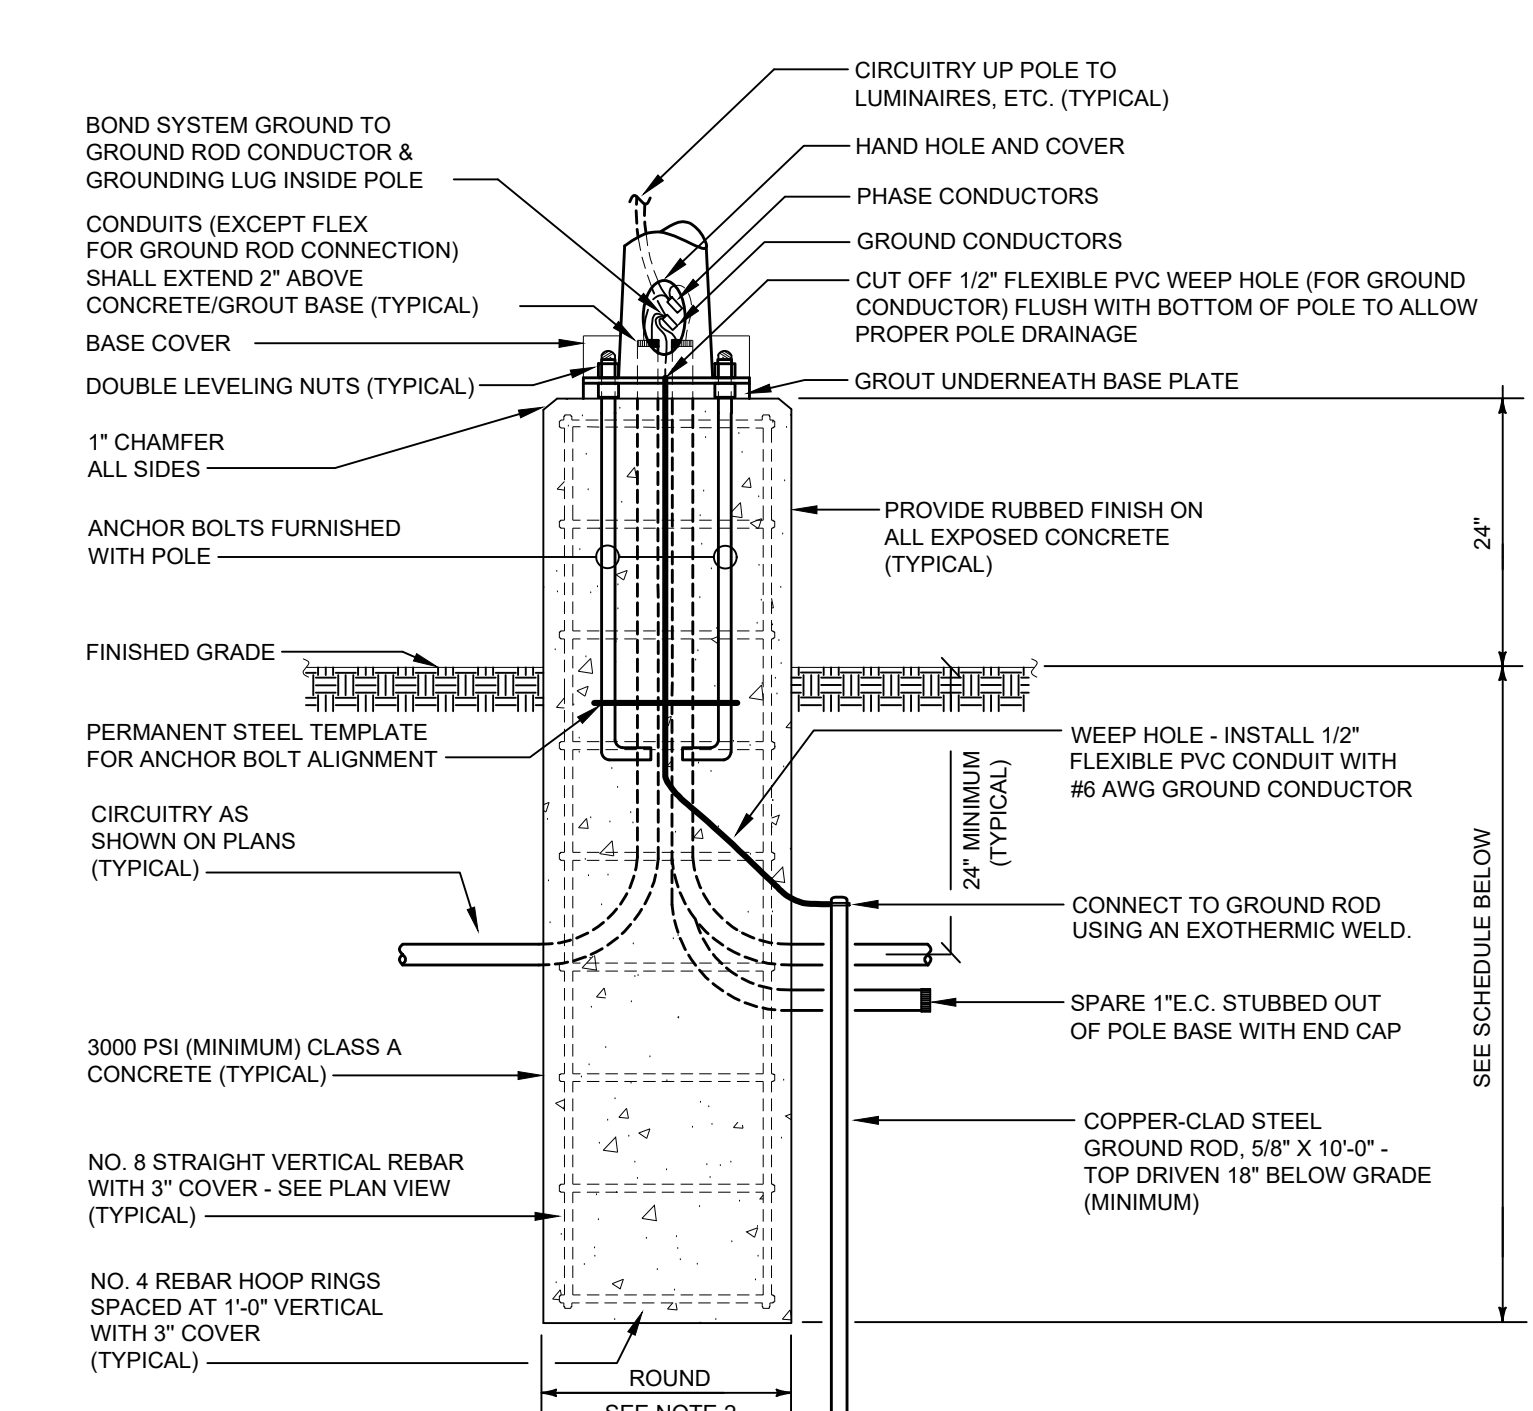 CIRCUITRY UP POLE TO
LUMINAIRES, ETC. (TYPICAL)
HAND HOLE AND COVER
PHASE CONDUCTORS
GROUND CONDUCTORS
CUT OFF 1/2" FLEXIBLE PVC WEEP HOLE (FOR GROUND
CONDUCTOR) FLUSH WITH BOTTOM OF POLE TO ALLOW
PROPER POLE DRAINAGE
GROUT UNDERNEATH BASE PLATE
BOND SYSTEM GROUND TO
GROUND ROD CONDUCTOR &
GROUNDING LUG INSIDE POLE
CONDUITS (EXCEPT FLEX
FOR GROUND ROD CONNECTION)
SHALL EXTEND 2" ABOVE
CONCRETE/GROUT BASE (TYPICAL)
BASE COVER
DOUBLE LEVELING NUTS (TYPICAL)
1" CHAMFER
ALL SIDES
ANCHOR BOLTS FURNISHED
WITH POLE
FINISHED GRADE
PERMANENT STEEL TEMPLATE
FOR ANCHOR BOLT ALIGNMENT
CIRCUITRY AS
SHOWN ON PLANS
(TYPICAL)
3000 PSI (MINIMUM) CLASS A
CONCRETE (TYPICAL)
NO. 8 STRAIGHT VERTICAL REBAR
WITH 3" COVER - SEE PLAN VIEW
(TYPICAL)
NO. 4 REBAR HOOP RINGS
SPACED AT 1'-0" VERTICAL
WITH 3" COVER
(TYPICAL)
PROVIDE RUBBED FINISH ON
ALL EXPOSED CONCRETE
(TYPICAL)
24"
WEEP HOLE - INSTALL 1/2"
FLEXIBLE PVC CONDUIT WITH
#6 AWG GROUND CONDUCTOR
24" MINIMUM
(TYPICAL)
CONNECT TO GROUND ROD
USING AN EXOTHERMIC WELD.
SPARE 1"E.C. STUBBED OUT
OF POLE BASE WITH END CAP
COPPER-CLAD STEEL
GROUND ROD, 5/8" X 10'-0" -
TOP DRIVEN 18" BELOW GRADE
(MINIMUM)
SEE SCHEDULE BELOW
ROUND
SEE NOTE 2